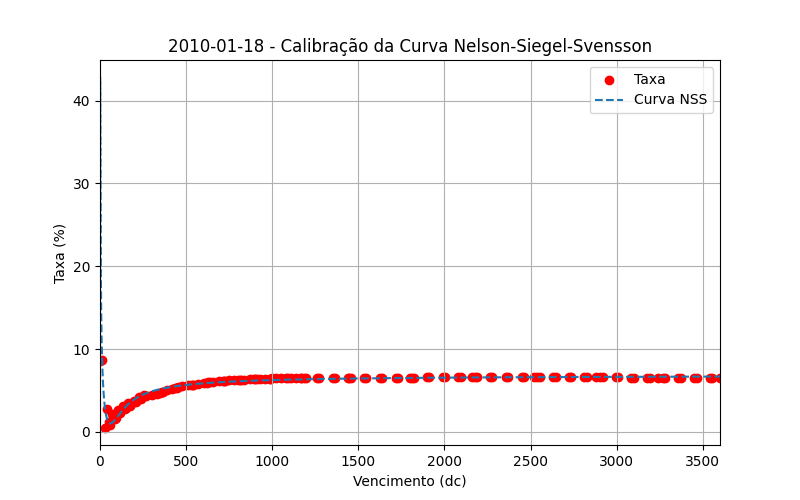 2010-01-18 - Calibração da Curva Nelson-Siegel-Svensson
Taxa
Curva NSS
Taxa (%)
40
30
20
10
0
0 500 1000 1500 2000 2500 3000 3500
Vencimento (dc)